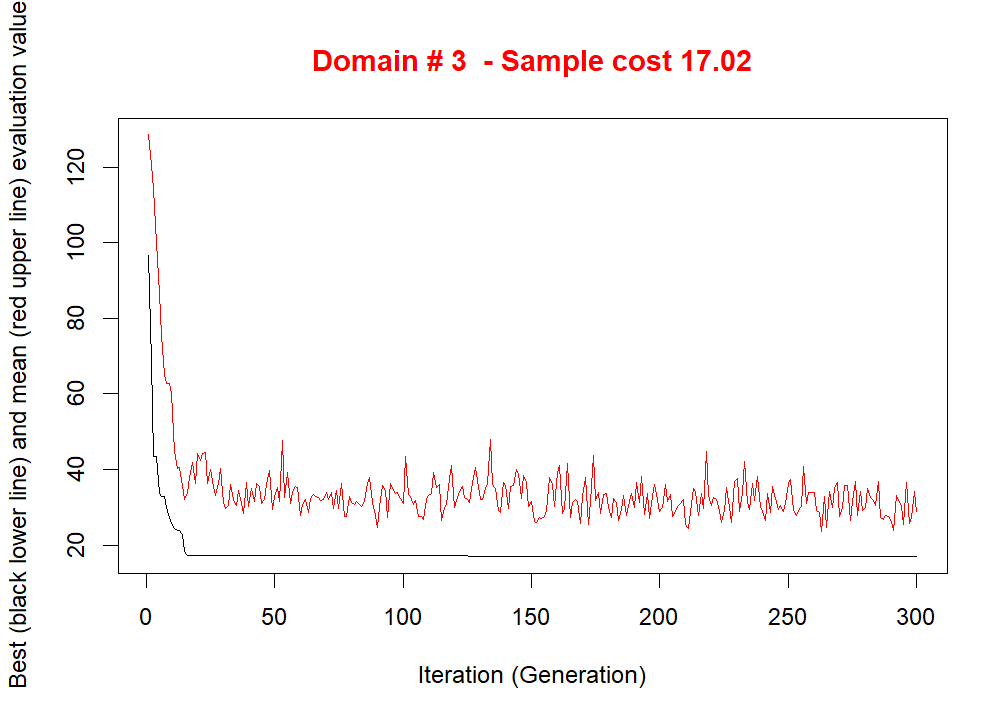 Domain # 3  - Sample cost 17.02
Best (black lower line) and mean (red upper line) evaluation value
120
100
80
60
40
20
0 50 100 150 200 250 300
Iteration (Generation)